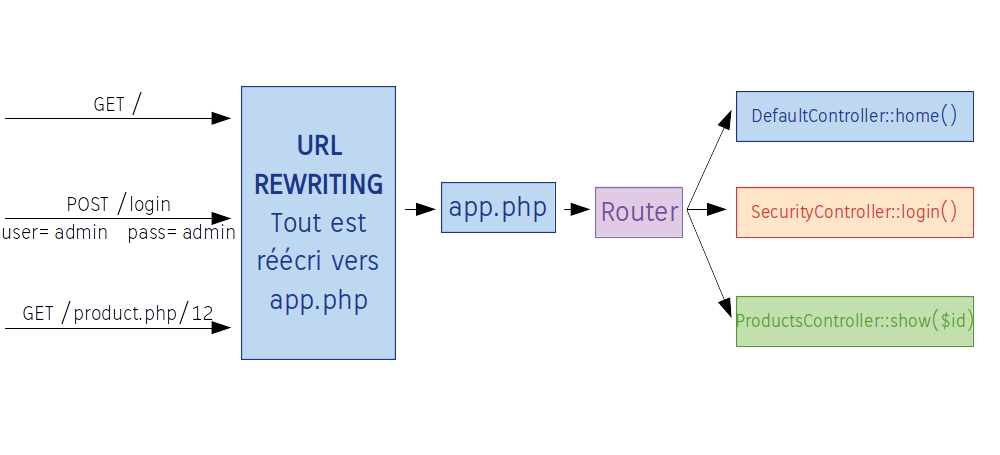 GET /
POST /login
user= admin pass= admin
GET /product.php/12
URL
REWRITING
Tout est
réécri vers
app.php
app.php
Router
DefaultController::home()
SecurityController::login()
ProductsController::show($id)